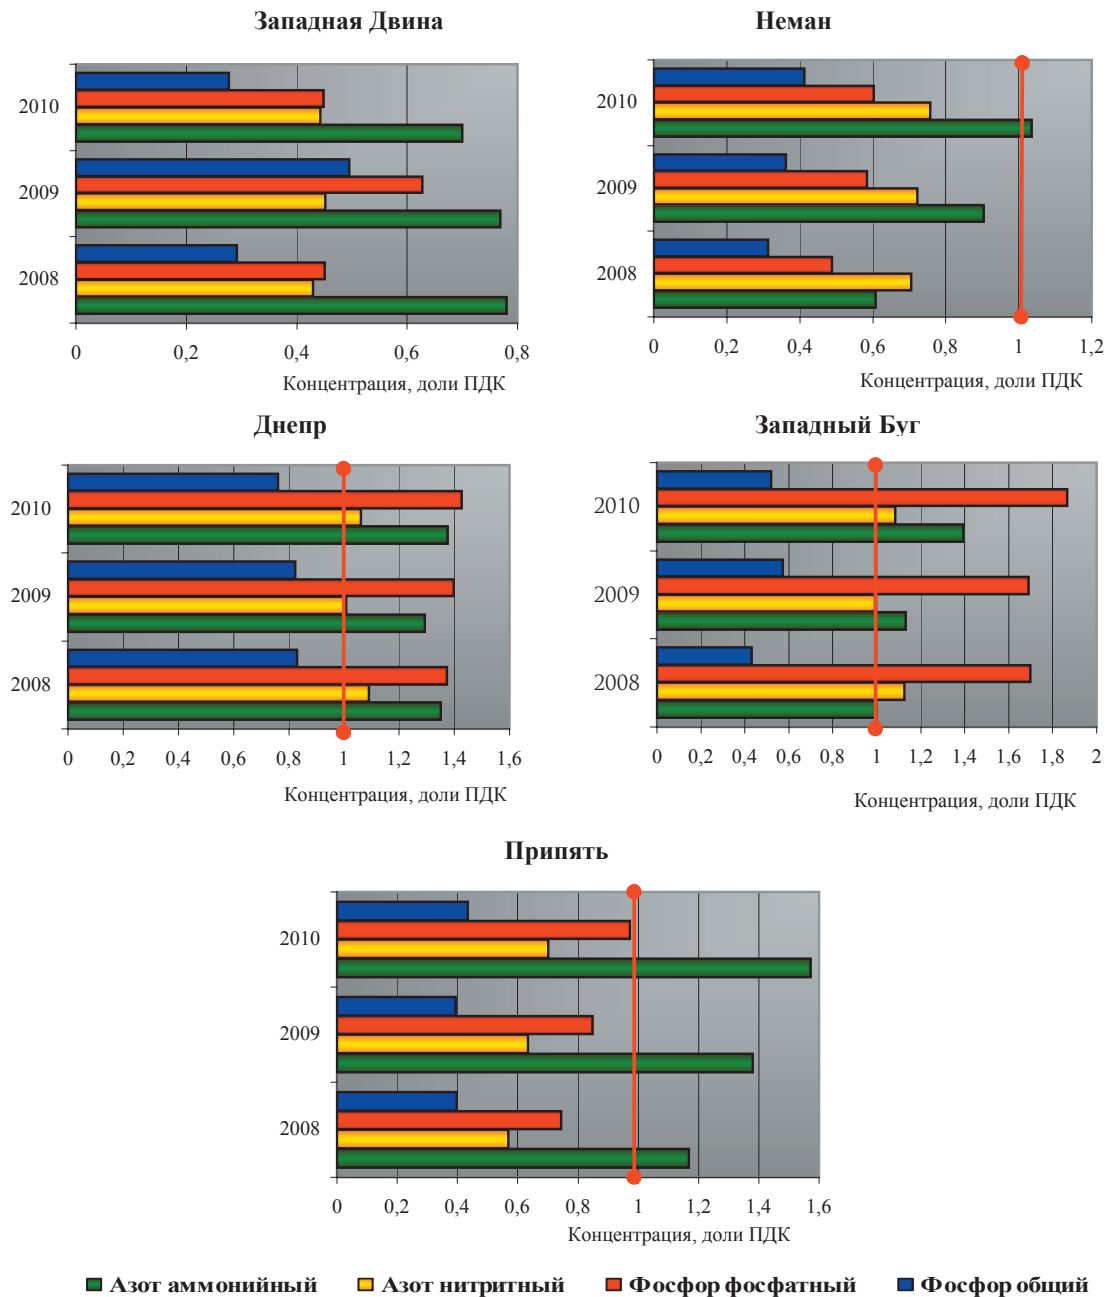 Западная Двина
2010
2009
2008
0 0,2 0,4 0,6 0,8
Концентрация, доли ПДК
Неман
2010
2009
2008
0 0,2 0,4 0,6 0,8 1 1,2
Концентрация, доли ПДК
Днепр
2010
2009
2008
0 0,2 0,4 0,6 0,8 1 1,2 1,4 1,6
Концентрация, доли ПДК
Западный Буг
2010
2009
2008
0 0,2 0,4 0,6 0,8 1 1,2 1,4 1,6 1,8 2
Концентрация, доли ПДК
Припять
2010
2009
2008
0 0,2 0,4 0,6 0,8 1 1,2 1,4 1,6
Концентрация, доли ПДК
Азот аммонийный Азот нитритный Фосфор фосфатный Фосфор общий